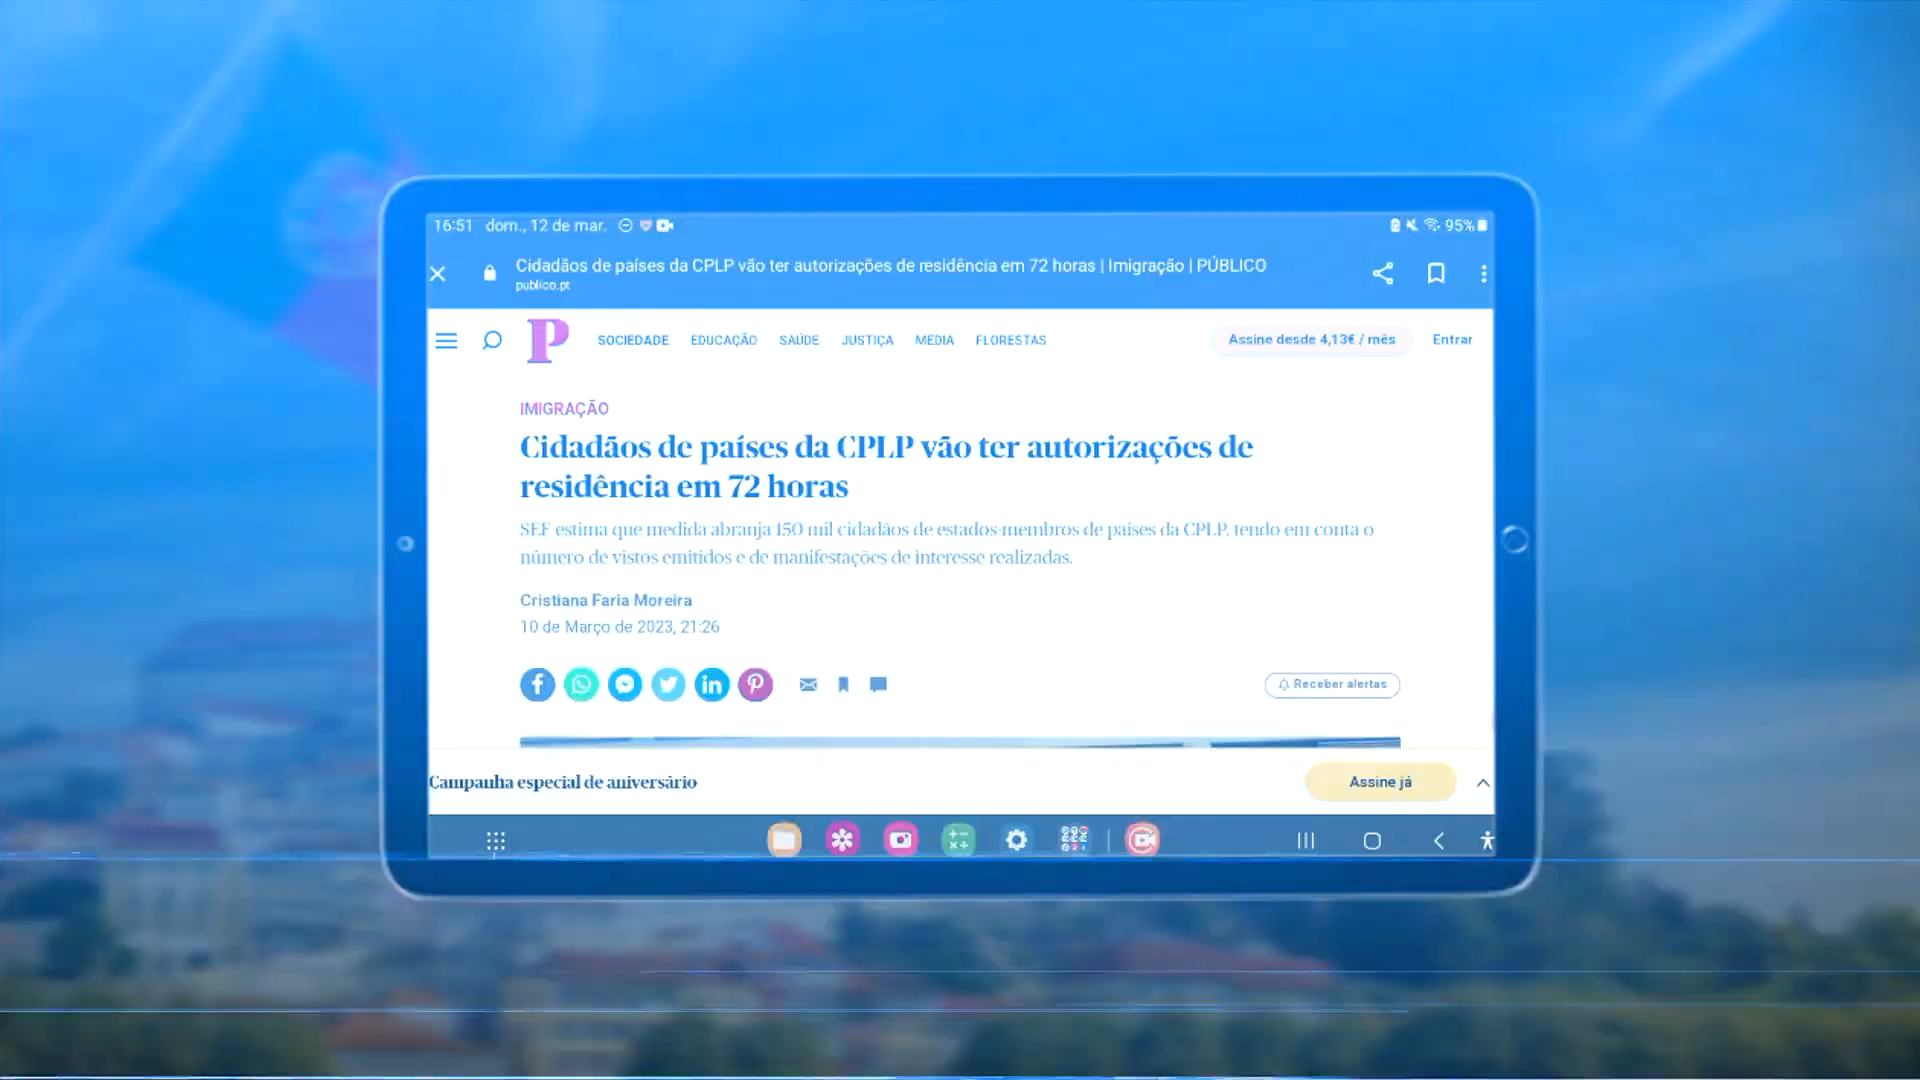 16:51 dom., 12 de mar. 95%
Cidadãos de países da CPLP vão ter autorizações de residência em 72 horas | Imigração | PÚBLICO
publico.pt
P SOCIEDADE EDUCAÇÃO SAÚDE JUSTIÇA MEDIA FLORESTAS Assine desde 4,13€ / mês Entrar
IMIGRAÇÃO
Cidadãos de países da CPLP vão ter autorizações de
residência em 72 horas
SEF estima que medida abranja 150 mil cidadãos de estados-membros de países da CPLP, tendo em conta o
número de vistos emitidos e de manifestações de interesse realizadas.
Cristiana Faria Moreira
10 de Março de 2023, 21:26
Receber alertas
Campanha especial de aniversário Assine já